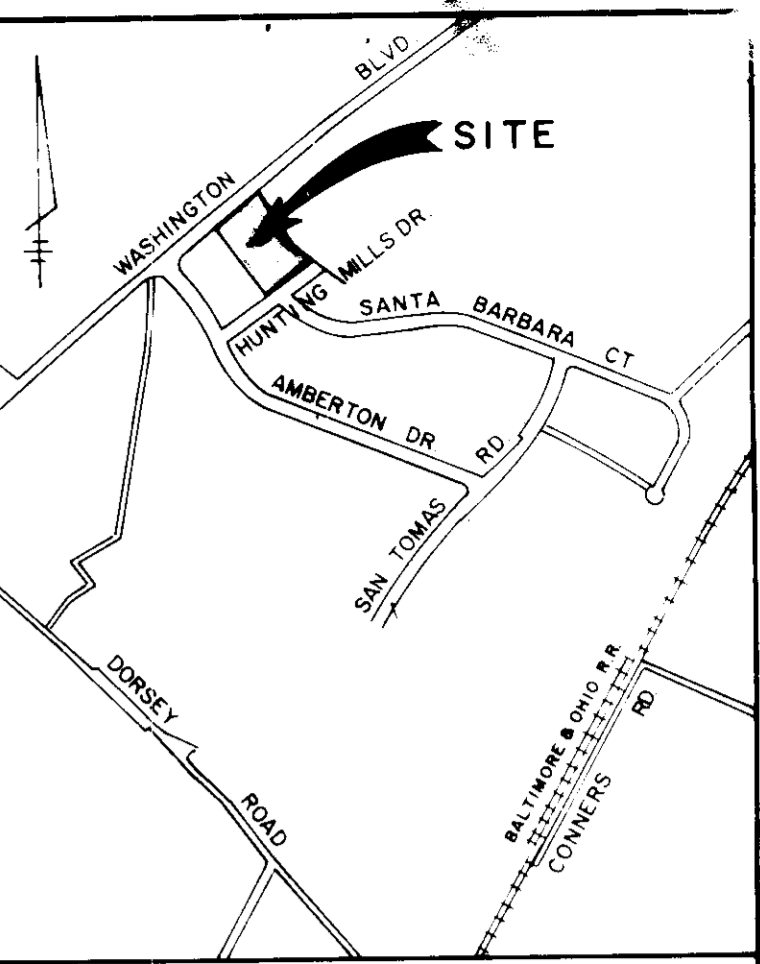 WASHINGTON BLVD
SITE
HUNTING MILLS DR.
SANTA BARBARA CT
AMBERTON DR
SAN TOMAS RD
DORSEY ROAD
BALTIMORE & OHIO R.R.
CONNERS RD